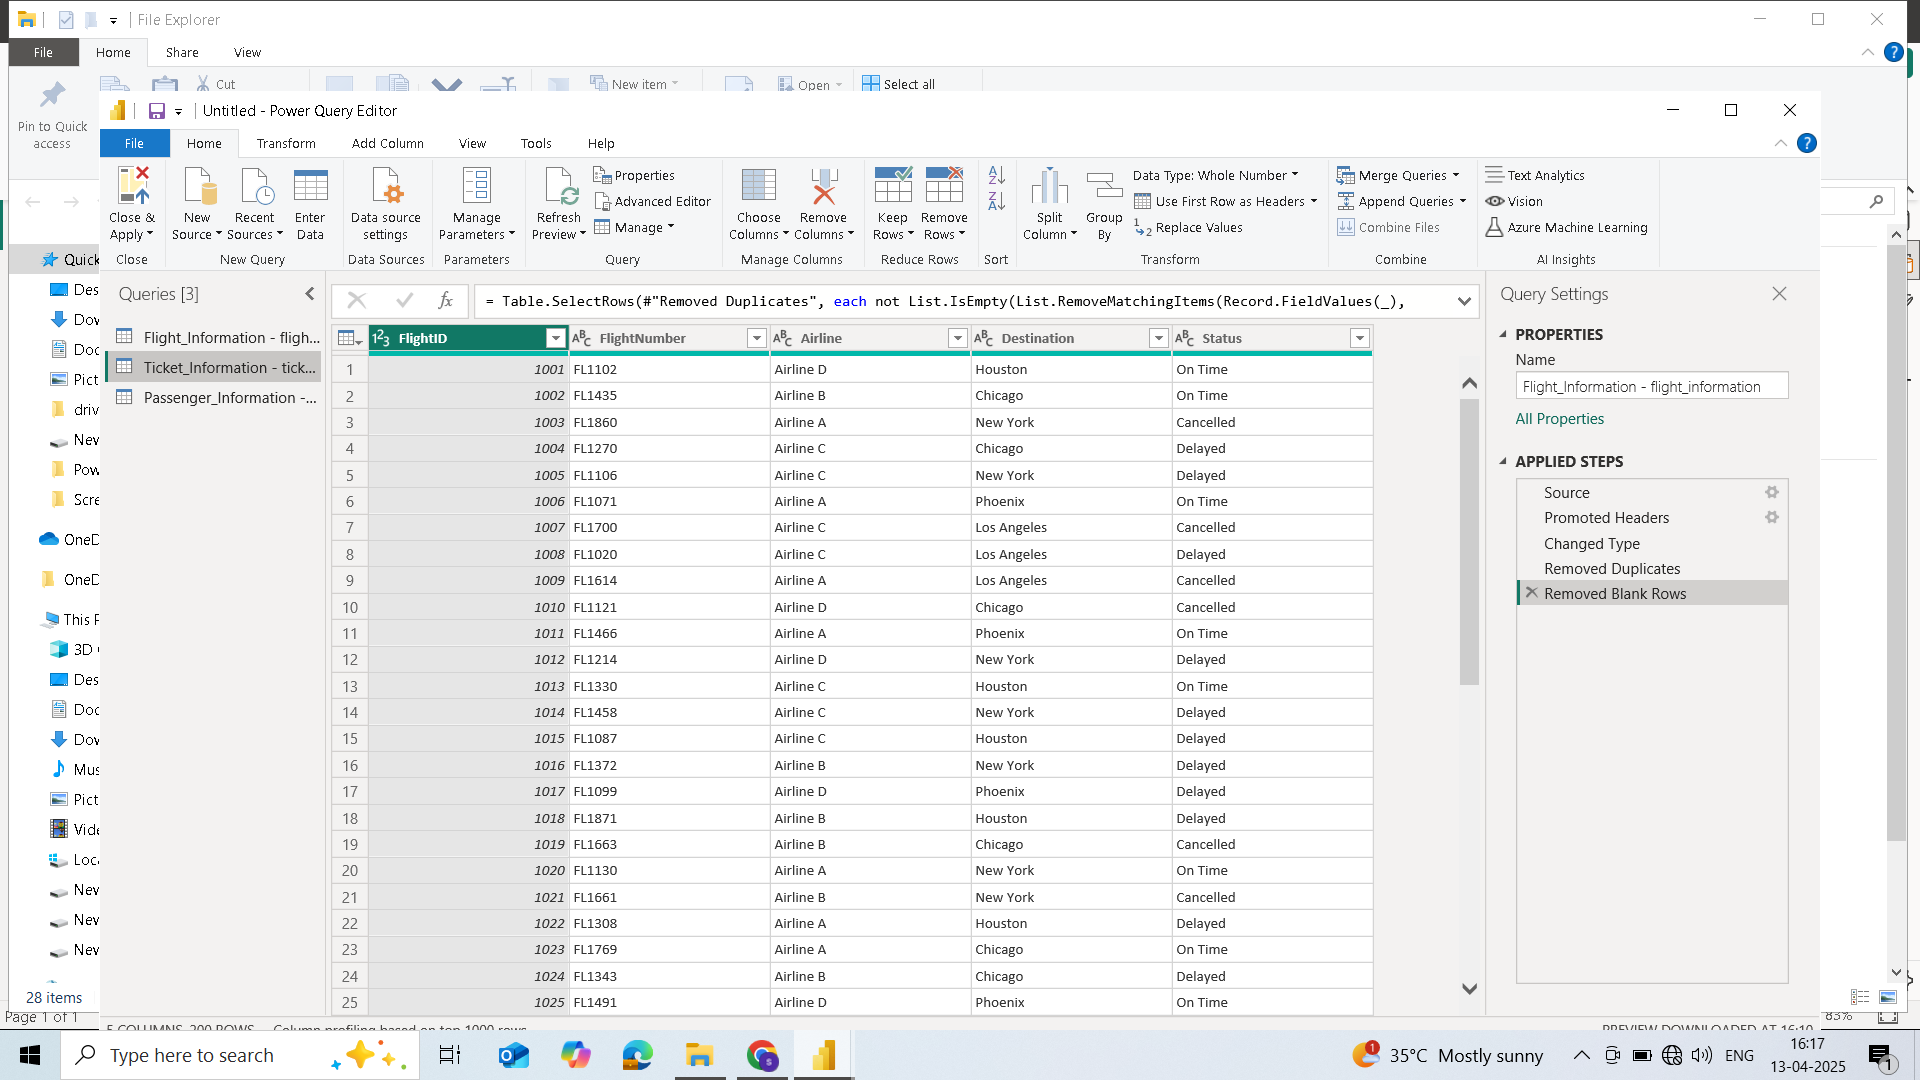 File Explorer
File Home Share View
Cut
New item
Open
Select all
Pin to Quick
access
Untitled - Power Query Editor
File Home Transform Add Column View Tools Help
Close &
Apply
Close
New
Source
Recent
Sources
Enter
Data
New Query
Data source
settings
Data Sources
Manage
Parameters
Parameters
Refresh
Preview
Properties
Advanced Editor
Manage
Query
Choose
Columns
Remove
Columns
Manage Columns
Keep
Rows
Remove
Rows
Reduce Rows
Sort
Split
Column
Group
By
Data Type: Whole Number
Use First Row as Headers
Replace Values
Transform
Merge Queries
Append Queries
Combine Files
Combine
Text Analytics
Vision
Azure Machine Learning
AI Insights
Quick
Des
Dov
Doc
Pict
driv
New
Pow
Scre
OneD
OneD
This P
3D
Des
Doc
Dov
Mus
Pict
Vide
Loca
New
New
New
28 items
Page 1 of 1
Queries [3]
Flight_Information - fligh...
Ticket_Information - tick...
Passenger_Information -...
= Table.SelectRows(#"Removed Duplicates", each not List.IsEmpty(List.RemoveMatchingItems(Record.FieldValues(_),
FlightID FlightNumber Airline Destination Status
1 1001 FL1102 Airline D Houston On Time
2 1002 FL1435 Airline B Chicago On Time
3 1003 FL1860 Airline A New York Cancelled
4 1004 FL1270 Airline C Chicago Delayed
5 1005 FL1106 Airline C New York Delayed
6 1006 FL1071 Airline A Phoenix On Time
7 1007 FL1700 Airline C Los Angeles Cancelled
8 1008 FL1020 Airline C Los Angeles Delayed
9 1009 FL1614 Airline A Los Angeles Cancelled
10 1010 FL1121 Airline D Chicago Cancelled
11 1011 FL1466 Airline A Phoenix On Time
12 1012 FL1214 Airline D New York Delayed
13 1013 FL1330 Airline C Houston On Time
14 1014 FL1458 Airline C New York Delayed
15 1015 FL1087 Airline C Houston Delayed
16 1016 FL1372 Airline B New York Delayed
17 1017 FL1099 Airline D Phoenix Delayed
18 1018 FL1871 Airline B Houston Delayed
19 1019 FL1663 Airline B Chicago Cancelled
20 1020 FL1130 Airline A New York On Time
21 1021 FL1661 Airline B New York Cancelled
22 1022 FL1308 Airline A Houston Delayed
23 1023 FL1769 Airline A Chicago On Time
24 1024 FL1343 Airline B Chicago Delayed
25 1025 FL1491 Airline D Phoenix On Time
5 COLUMNS, 200 ROWS Column profiling based on top 1000 rows
PREVIEW DOWNLOADED AT 16:10
Query Settings
PROPERTIES
Name
Flight_Information - flight_information
All Properties
APPLIED STEPS
Source
Promoted Headers
Changed Type
Removed Duplicates
Removed Blank Rows
83%
Type here to search
35°C Mostly sunny
ENG
16:17
13-04-2025